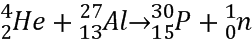 ⁴₂He + ²⁷₁₃Al → ³⁰₁₅P + ¹₀n